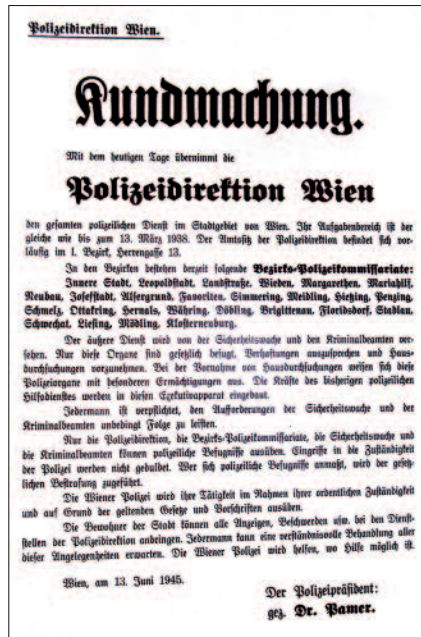 Polizeidirektion Wien.
Kundmachung.
Mit dem heutigen Tage übernimmt die
Polizeidirektion Wien
den gesamten polizeilichen Dienst im Stadtgebiet von Wien. Ihr Aufgabenbereich ist der
gleiche wie bis zum 13. März 1938. Der Amtssitz der Polizeidirektion befindet sich vor-
läufig im I. Bezirk, Herrengasse 13.
In den Bezirken bestehen derzeit folgende Bezirks-Polizeikommissariate:
Innere Stadt, Leopoldstadt, Landstraße, Wieden, Margarethen, Mariahilf,
Neubau, Josefstadt, Alsergrund, Favoriten, Simmering, Meidling, Hietzing, Penzing,
Schmelz, Ottakring, Hernals, Währing, Döbling, Brigittenau, Floridsdorf, Stadlau,
Schwechat, Liesing, Mödling, Klosterneuburg.
Der äußere Dienst wird von der Sicherheitswache und den Kriminalbeamten ver-
sehen. Nur diese Organe sind gesetzlich befugt, Verhaftungen auszusprechen und Haus-
durchsuchungen vorzunehmen. Bei der Vornahme von Hausdurchsuchungen weisen sich diese
Polizeiorgane mit besonderen Ermächtigungen aus. Die Kräfte des bisherigen polizeilichen
Hilfsdienstes werden in diesen Exekutivapparat eingebaut.
Jedermann ist verpflichtet, den Aufforderungen der Sicherheitswache und der
Kriminalbeamten unbedingt Folge zu leisten.
Nur die Polizeidirektion, die Bezirks-Polizeikommissariate, die Sicherheitswache und
die Kriminalbeamten können polizeiliche Befugnisse ausüben. Eingriffe in die Zuständigkeit
der Polizei werden nicht geduldet. Wer sich polizeiliche Befugnisse anmaßt, wird der gesetz-
lichen Bestrafung zugeführt.
Die Wiener Polizei wird ihre Tätigkeit im Rahmen ihrer ordentlichen Zuständigkeit
und auf Grund der geltenden Gesetze und Vorschriften ausüben.
Die Bewohner der Stadt können alle Anzeigen, Beschwerden usw. bei den Dienst-
stellen der Polizeidirektion anbringen. Jedermann kann eine verständnisvolle Behandlung aller
dieser Angelegenheiten erwarten. Die Wiener Polizei wird helfen, wo Hilfe möglich ist.
Wien, am 13. Juni 1945.
Der Polizeipräsident:
gez. Dr. Pamer.